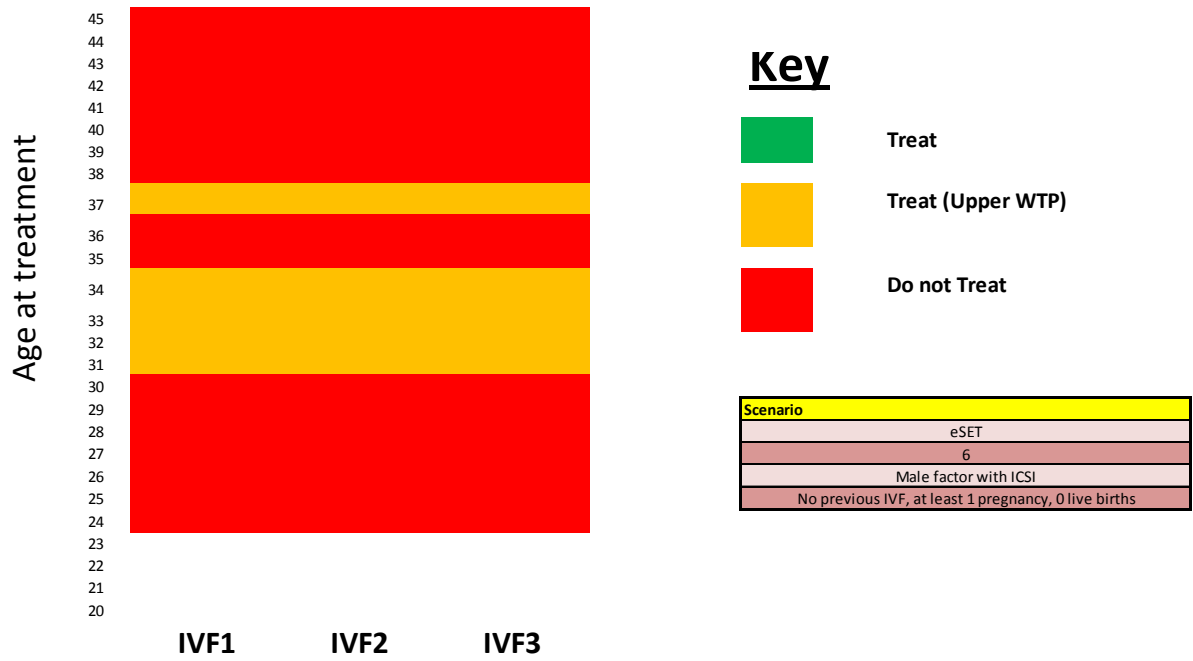 Age at treatment
45
44
43
42
41
40
39
38
37
36
35
34
33
32
31
30
29
28
27
26
25
24
23
22
21
20
IVF1 IVF2 IVF3
Key
Treat
Treat (Upper WTP)
Do not Treat
Scenario
eSET
6
Male factor with ICSI
No previous IVF, at least 1 pregnancy, 0 live births